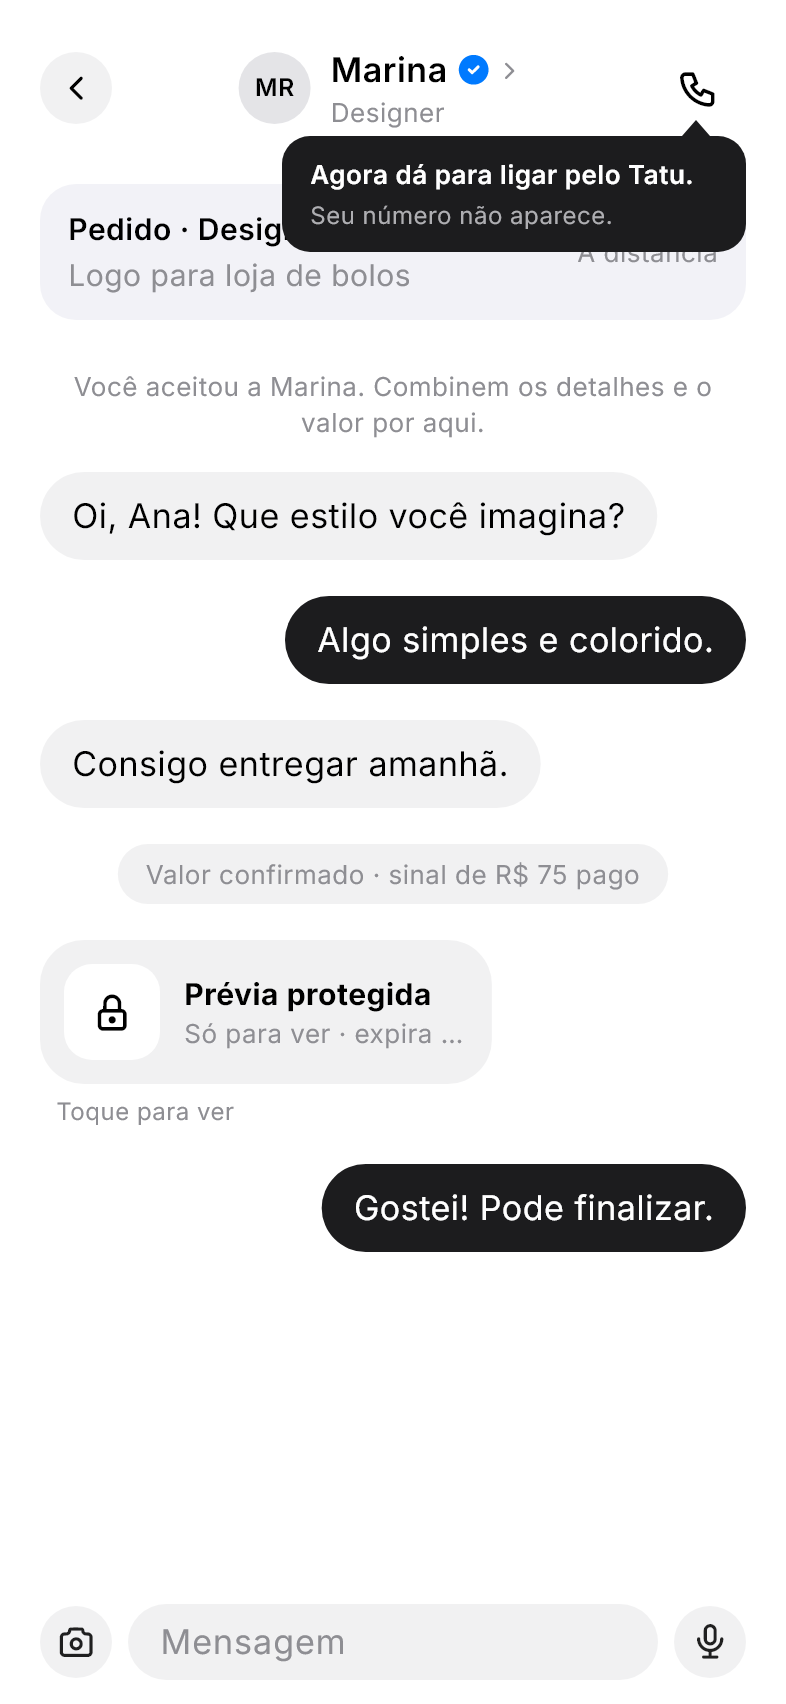 MR
Marina
Designer
Agora dá para ligar pelo Tatu.
Seu número não aparece.
Pedido · Desig
A distância
Logo para loja de bolos
Você aceitou a Marina. Combinem os detalhes e o
valor por aqui.
Oi, Ana! Que estilo você imagina?
Algo simples e colorido.
Consigo entregar amanhã.
Valor confirmado · sinal de R$ 75 pago
Prévia protegida
Só para ver · expira ...
Toque para ver
Gostei! Pode finalizar.
Mensagem